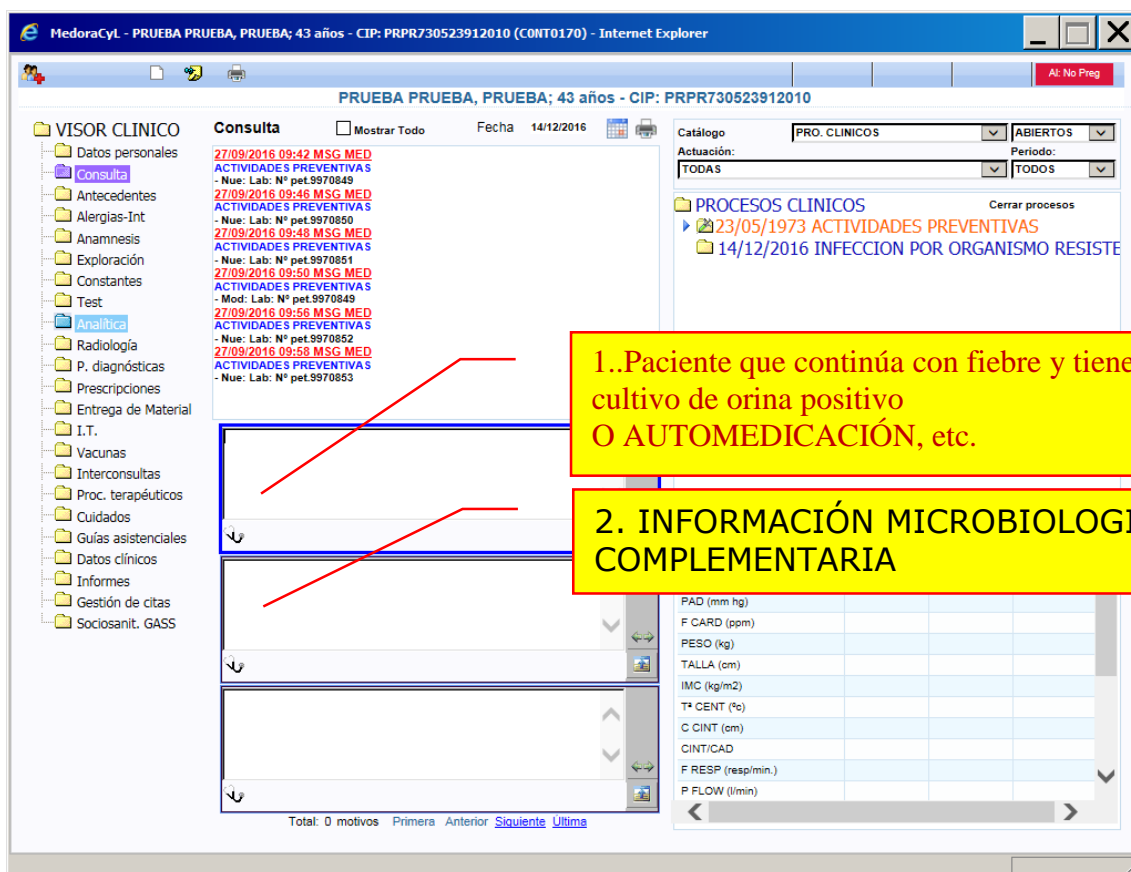 MedoraCyL - PRUEBA PRUEBA, PRUEBA; 43 años - CIP: PRPR730523912010 (C0NT0170) - Internet Explorer
Al: No Preg
PRUEBA PRUEBA, PRUEBA; 43 años - CIP: PRPR730523912010
VISOR CLINICO
Datos personales
Consulta
Antecedentes
Alergias-Int
Anamnesis
Exploración
Constantes
Test
Analítica
Radiología
P. diagnósticas
Prescripciones
Entrega de Material
I.T.
Vacunas
Interconsultas
Proc. terapéuticos
Cuidados
Guías asistenciales
Datos clínicos
Informes
Gestión de citas
Sociosanit. GASS
Consulta Mostrar Todo Fecha 14/12/2016
27/09/2016 09:42 MSG MED
ACTIVIDADES PREVENTIVAS
- Nue: Lab: Nº pet.9970849
27/09/2016 09:46 MSG MED
ACTIVIDADES PREVENTIVAS
- Nue: Lab: Nº pet.9970850
27/09/2016 09:48 MSG MED
ACTIVIDADES PREVENTIVAS
- Nue: Lab: Nº pet.9970851
27/09/2016 09:50 MSG MED
ACTIVIDADES PREVENTIVAS
- Mod: Lab: Nº pet.9970849
27/09/2016 09:56 MSG MED
ACTIVIDADES PREVENTIVAS
- Nue: Lab: Nº pet.9970852
27/09/2016 09:58 MSG MED
ACTIVIDADES PREVENTIVAS
- Nue: Lab: Nº pet.9970853
Total: 0 motivos Primera Anterior Siguiente Última
Catálogo PRO. CLINICOS ABIERTOS
Actuación: Periodo:
TODAS TODOS
PROCESOS CLINICOS Cerrar procesos
23/05/1973 ACTIVIDADES PREVENTIVAS
14/12/2016 INFECCION POR ORGANISMO RESISTE
1..Paciente que continúa con fiebre y tiene
cultivo de orina positivo
O AUTOMEDICACIÓN, etc.
2. INFORMACIÓN MICROBIOLOGI
COMPLEMENTARIA
PAD (mm hg)
F CARD (ppm)
PESO (kg)
TALLA (cm)
IMC (kg/m2)
Tª CENT (ºc)
C CINT (cm)
CINT/CAD
F RESP (resp/min.)
P FLOW (l/min)